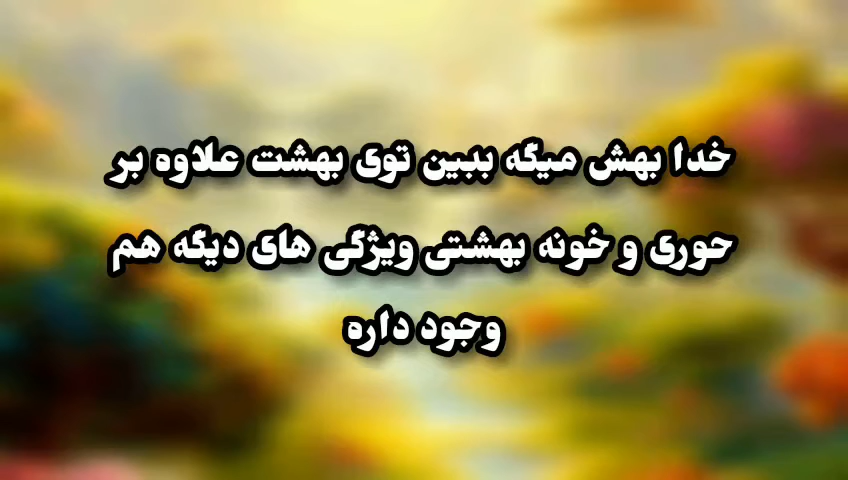 خدا بهش میگه ببین توی بهشت علاوه بر
حوری و خونه بهشتی ویژگی های دیگه هم
وجود داره